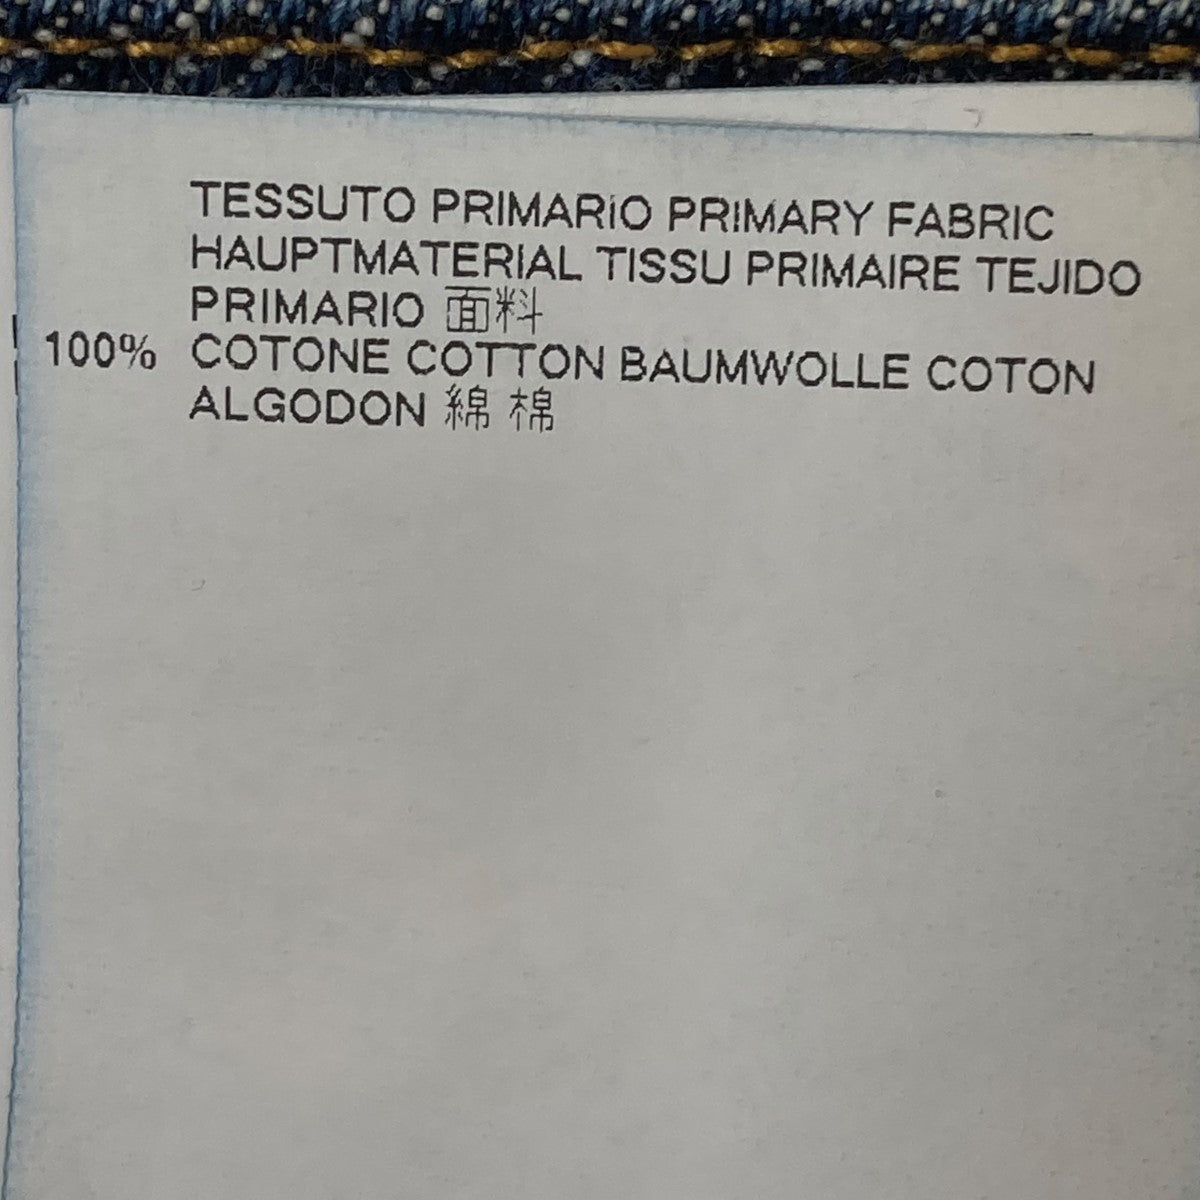 TESSUTO PRIMARIO PRIMARY FABRIC
HAUPTMATERIAL TISSU PRIMAIRE TEJIDO
PRIMARIO 面料
100% COTONE COTTON BAUMWOLLE COTON
ALGODON 綿 棉